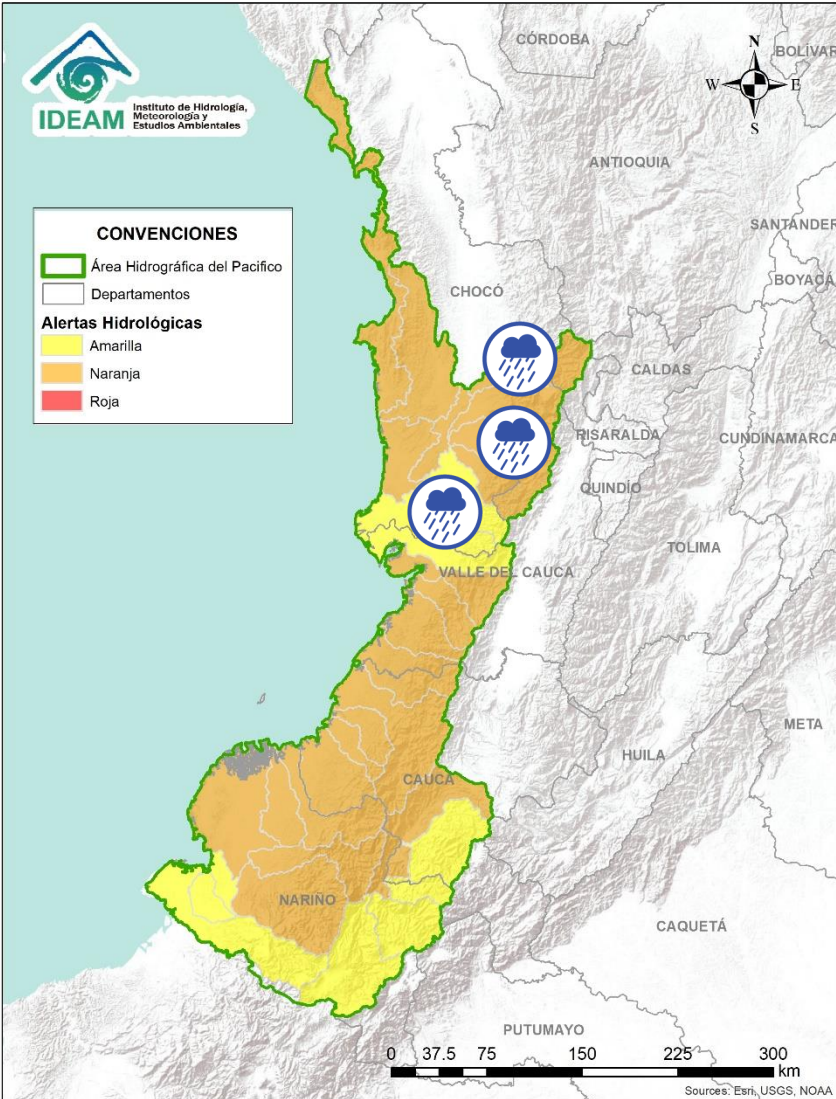 IDEAM
Instituto de Hidrología,
Meteorología y
Estudios Ambientales
N
W
E
S
CÓRDOBA
BOLÍVAR
ANTIOQUIA
SANTANDER
BOYACÁ
CONVENCIONES
Área Hidrográfica del Pacifico
Departamentos
Alertas Hidrológicas
Amarilla
Naranja
Roja
CHOCÓ
CALDAS
RISARALDA
CUNDINAMARCA
QUINDÍO
TOLIMA
VALLE DEL CAUCA
META
HUILA
CAUCA
NARIÑO
CAQUETÁ
PUTUMAYO
0 37.5 75 150 225 300
km
Sources: Esri, USGS, NOAA